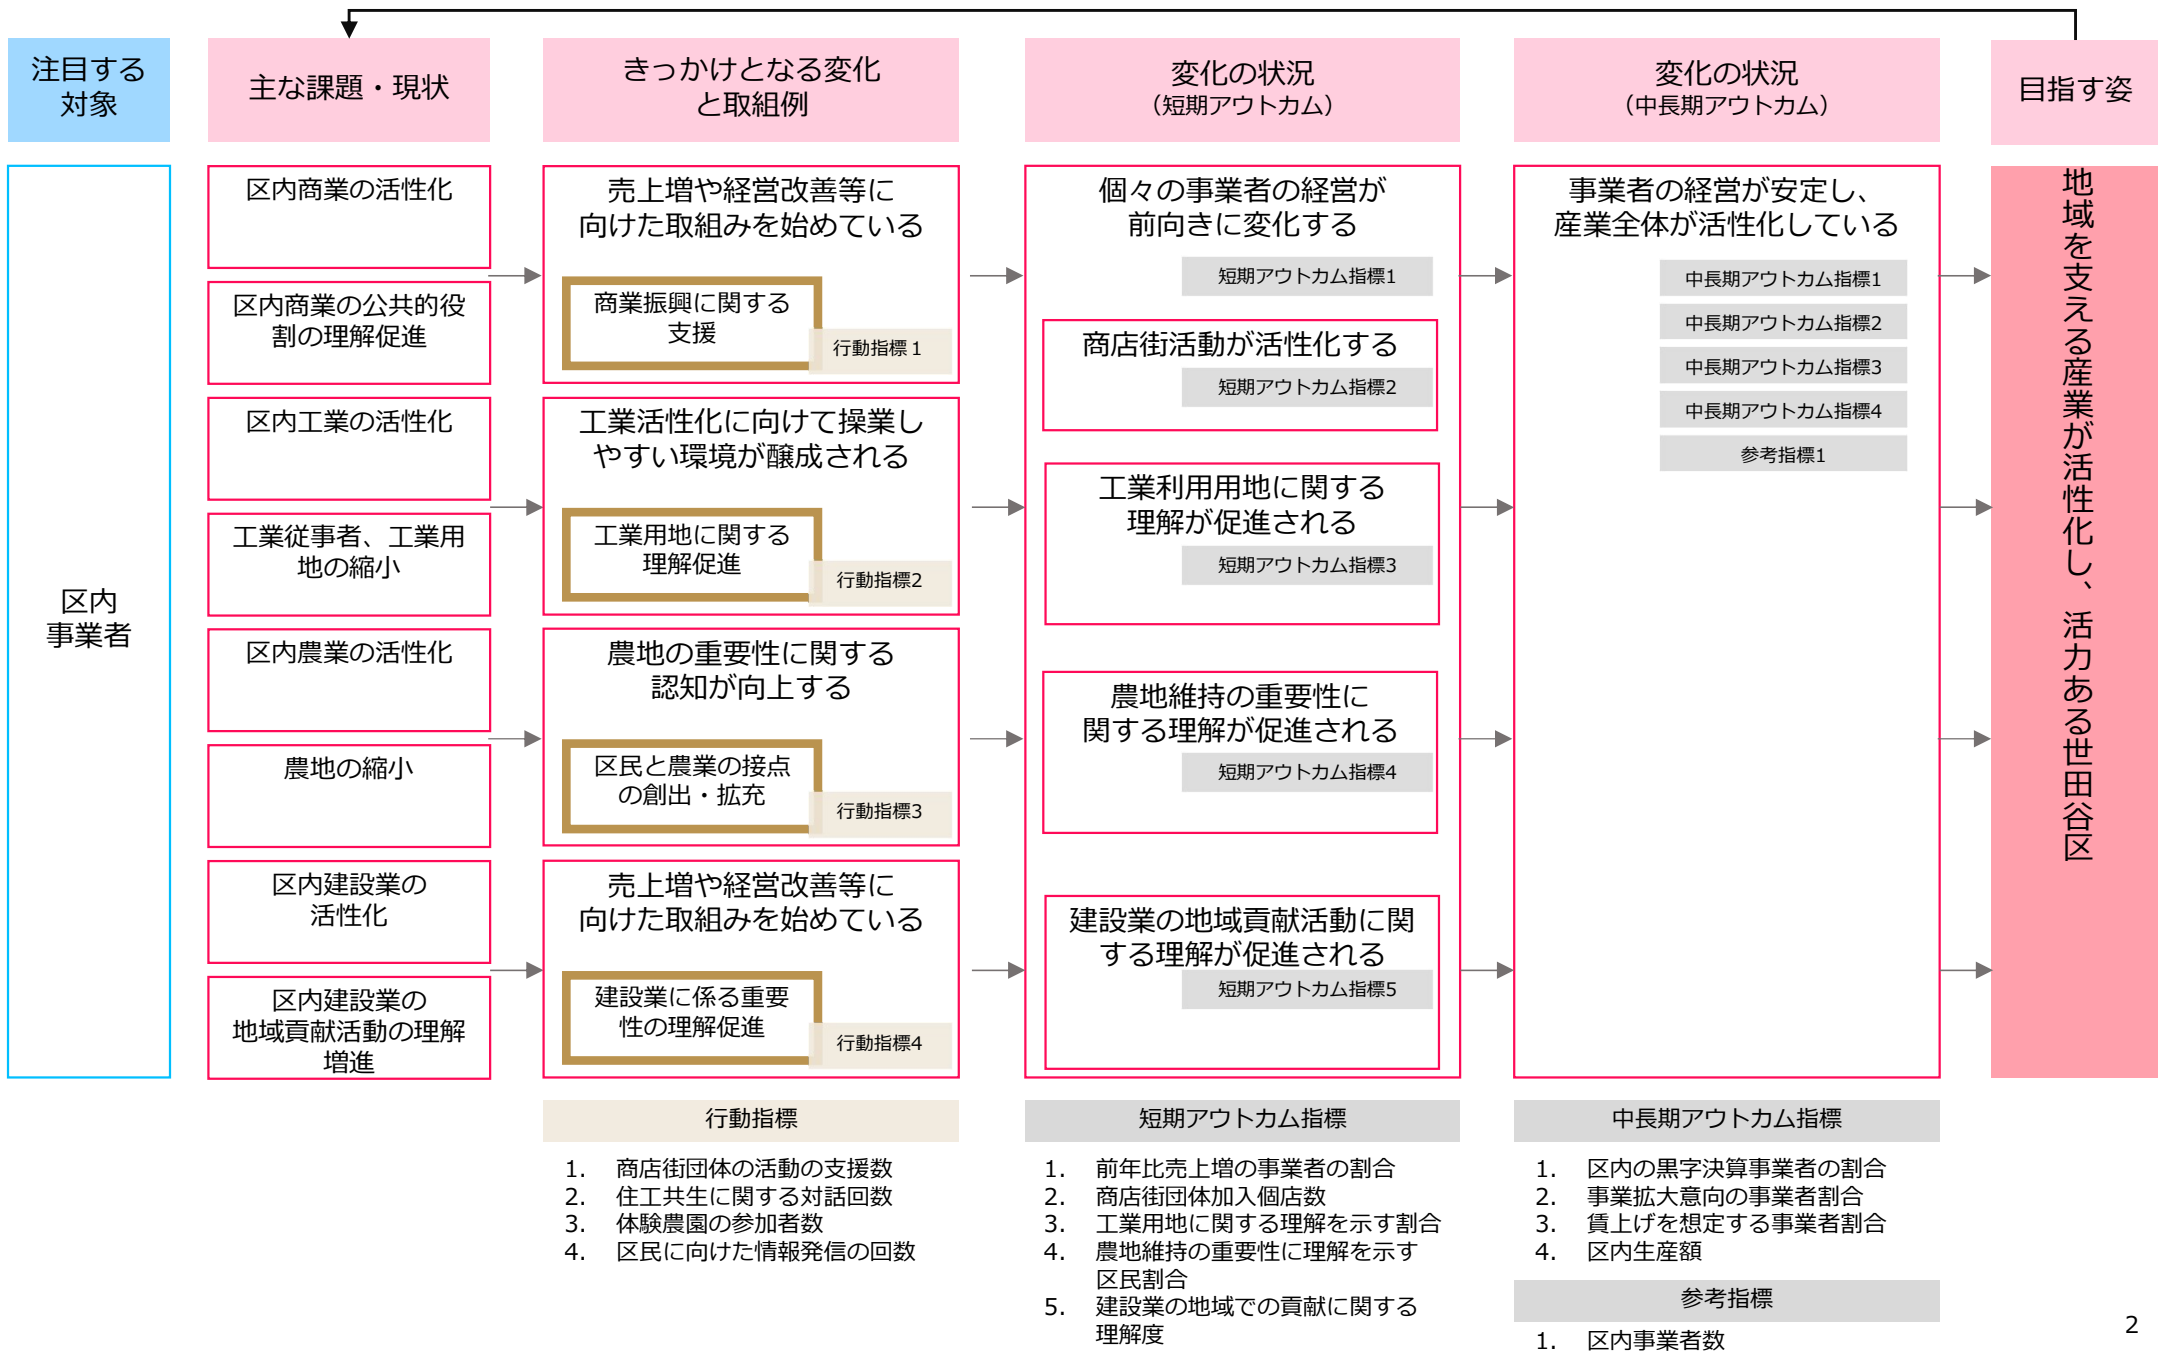 注目する
対象
主な課題・現状
きっかけとなる変化
と取組例
変化の状況
（短期アウトカム）
変化の状況
（中長期アウトカム）
目指す姿
区内
事業者
区内商業の活性化
区内商業の公共的役
割の理解促進
区内工業の活性化
工業従事者、工業用
地の縮小
区内農業の活性化
農地の縮小
区内建設業の
活性化
区内建設業の
地域貢献活動の理解
増進
売上増や経営改善等に
向けた取組みを始めている
商業振興に関する
支援
行動指標１
工業活性化に向けて操業し
やすい環境が醸成される
工業用地に関する
理解促進
行動指標2
農地の重要性に関する
認知が向上する
区民と農業の接点
の創出・拡充
行動指標3
売上増や経営改善等に
向けた取組みを始めている
建設業に係る重要
性の理解促進
行動指標4
個々の事業者の経営が
前向きに変化する
短期アウトカム指標1
商店街活動が活性化する
短期アウトカム指標2
工業利用用地に関する
理解が促進される
短期アウトカム指標3
農地維持の重要性に
関する理解が促進される
短期アウトカム指標4
建設業の地域貢献活動に関
する理解が促進される
短期アウトカム指標5
事業者の経営が安定し、
産業全体が活性化している
中長期アウトカム指標1
中長期アウトカム指標2
中長期アウトカム指標3
中長期アウトカム指標4
参考指標1
地域を支える産業が活性化し、活力ある世田谷区
行動指標
1. 商店街団体の活動の支援数
2. 住工共生に関する対話回数
3. 体験農園の参加者数
4. 区民に向けた情報発信の回数
短期アウトカム指標
1. 前年比売上増の事業者の割合
2. 商店街団体加入個店数
3. 工業用地に関する理解を示す割合
4. 農地維持の重要性に理解を示す
区民割合
5. 建設業の地域での貢献に関する
理解度
中長期アウトカム指標
1. 区内の黒字決算事業者の割合
2. 事業拡大意向の事業者割合
3. 賃上げを想定する事業者割合
4. 区内生産額
参考指標
1. 区内事業者数
2